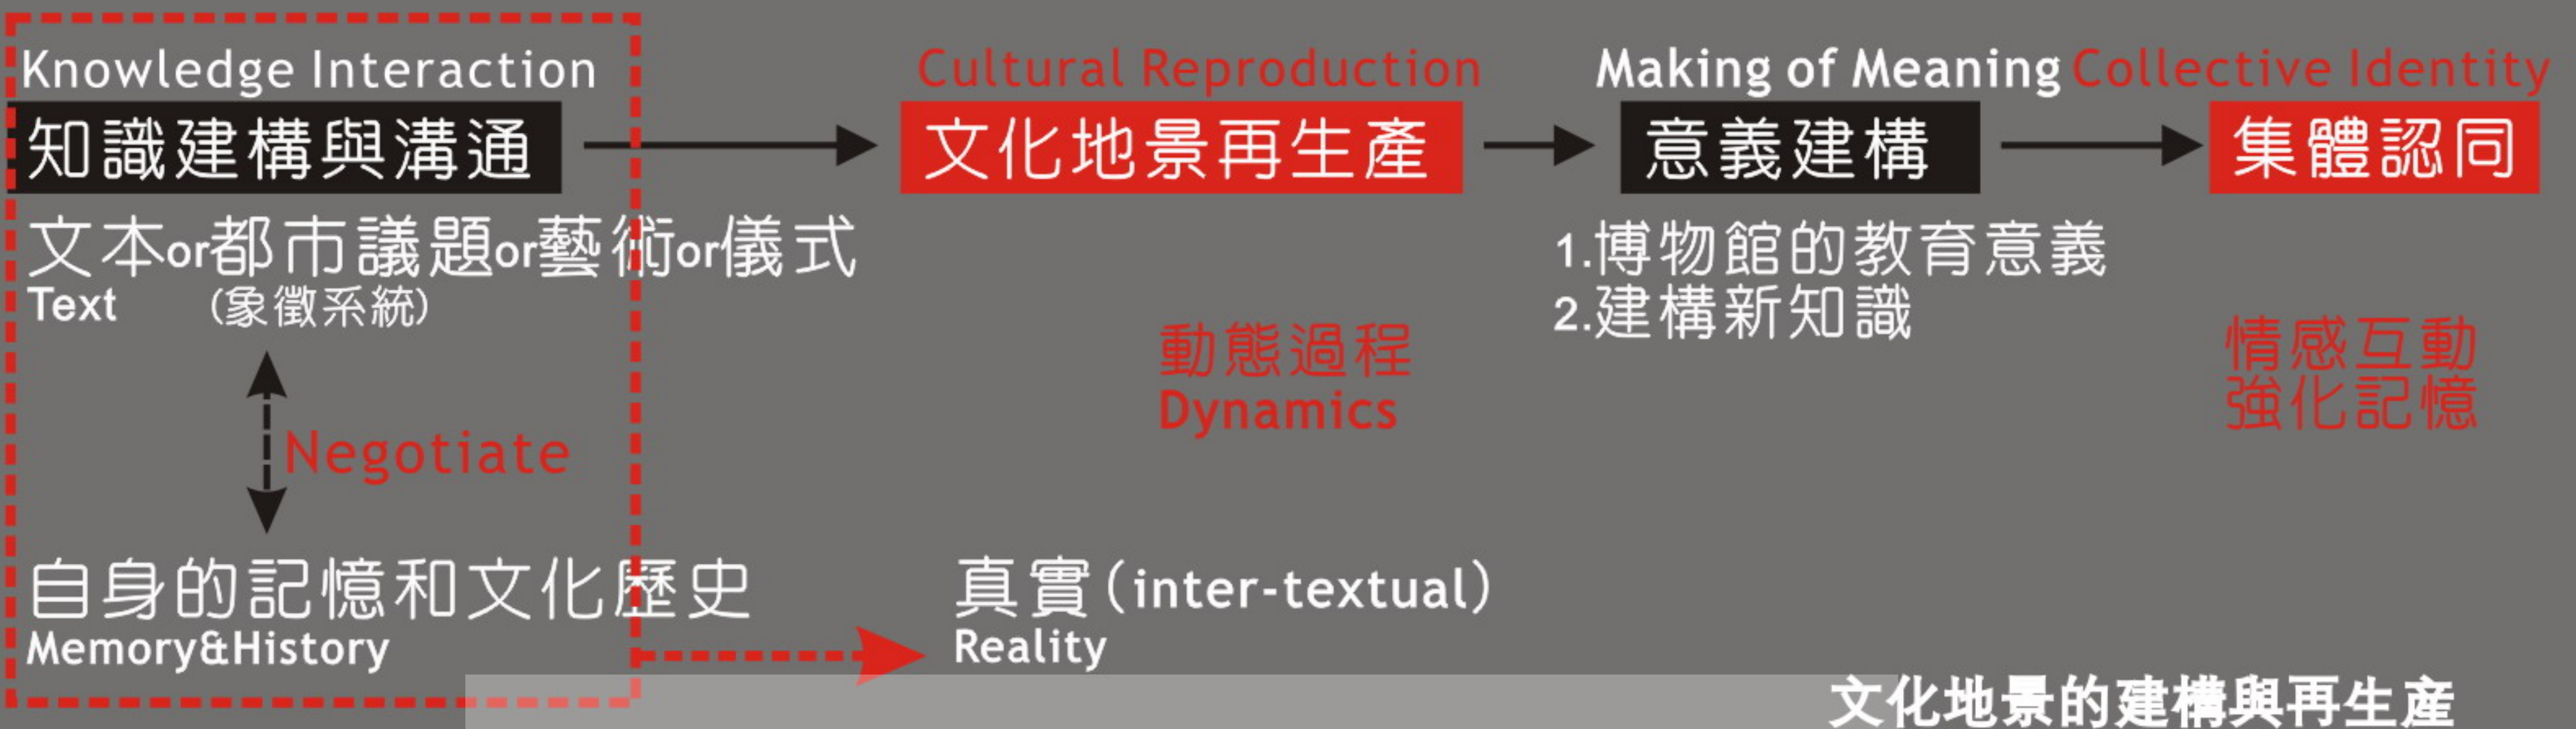 Knowledge Interaction
知識建構與溝通
文本or都市議題or藝術or儀式
Text
(象徵系統)
Negotiate
自身的記憶和文化歷史
Memory&History
Cultural Reproduction
文化地景再生產
動態過程
Dynamics
真實(inter-textual)
Reality
Making of Meaning
意義建構
1.博物館的教育意義
2.建構新知識
Collective Identity
集體認同
情感互動
強化記憶
文化地景的建構與再生產